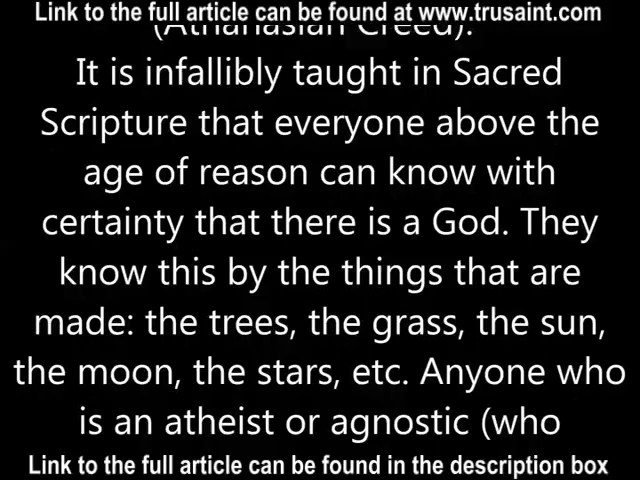 Link to the full article can be found at www.trusaint.com
(Athanasian Creed).
It is infallibly taught in Sacred
Scripture that everyone above the
age of reason can know with
certainty that there is a God. They
know this by the things that are
made: the trees, the grass, the sun,
the moon, the stars, etc. Anyone who
is an atheist or agnostic (who
Link to the full article can be found in the description box